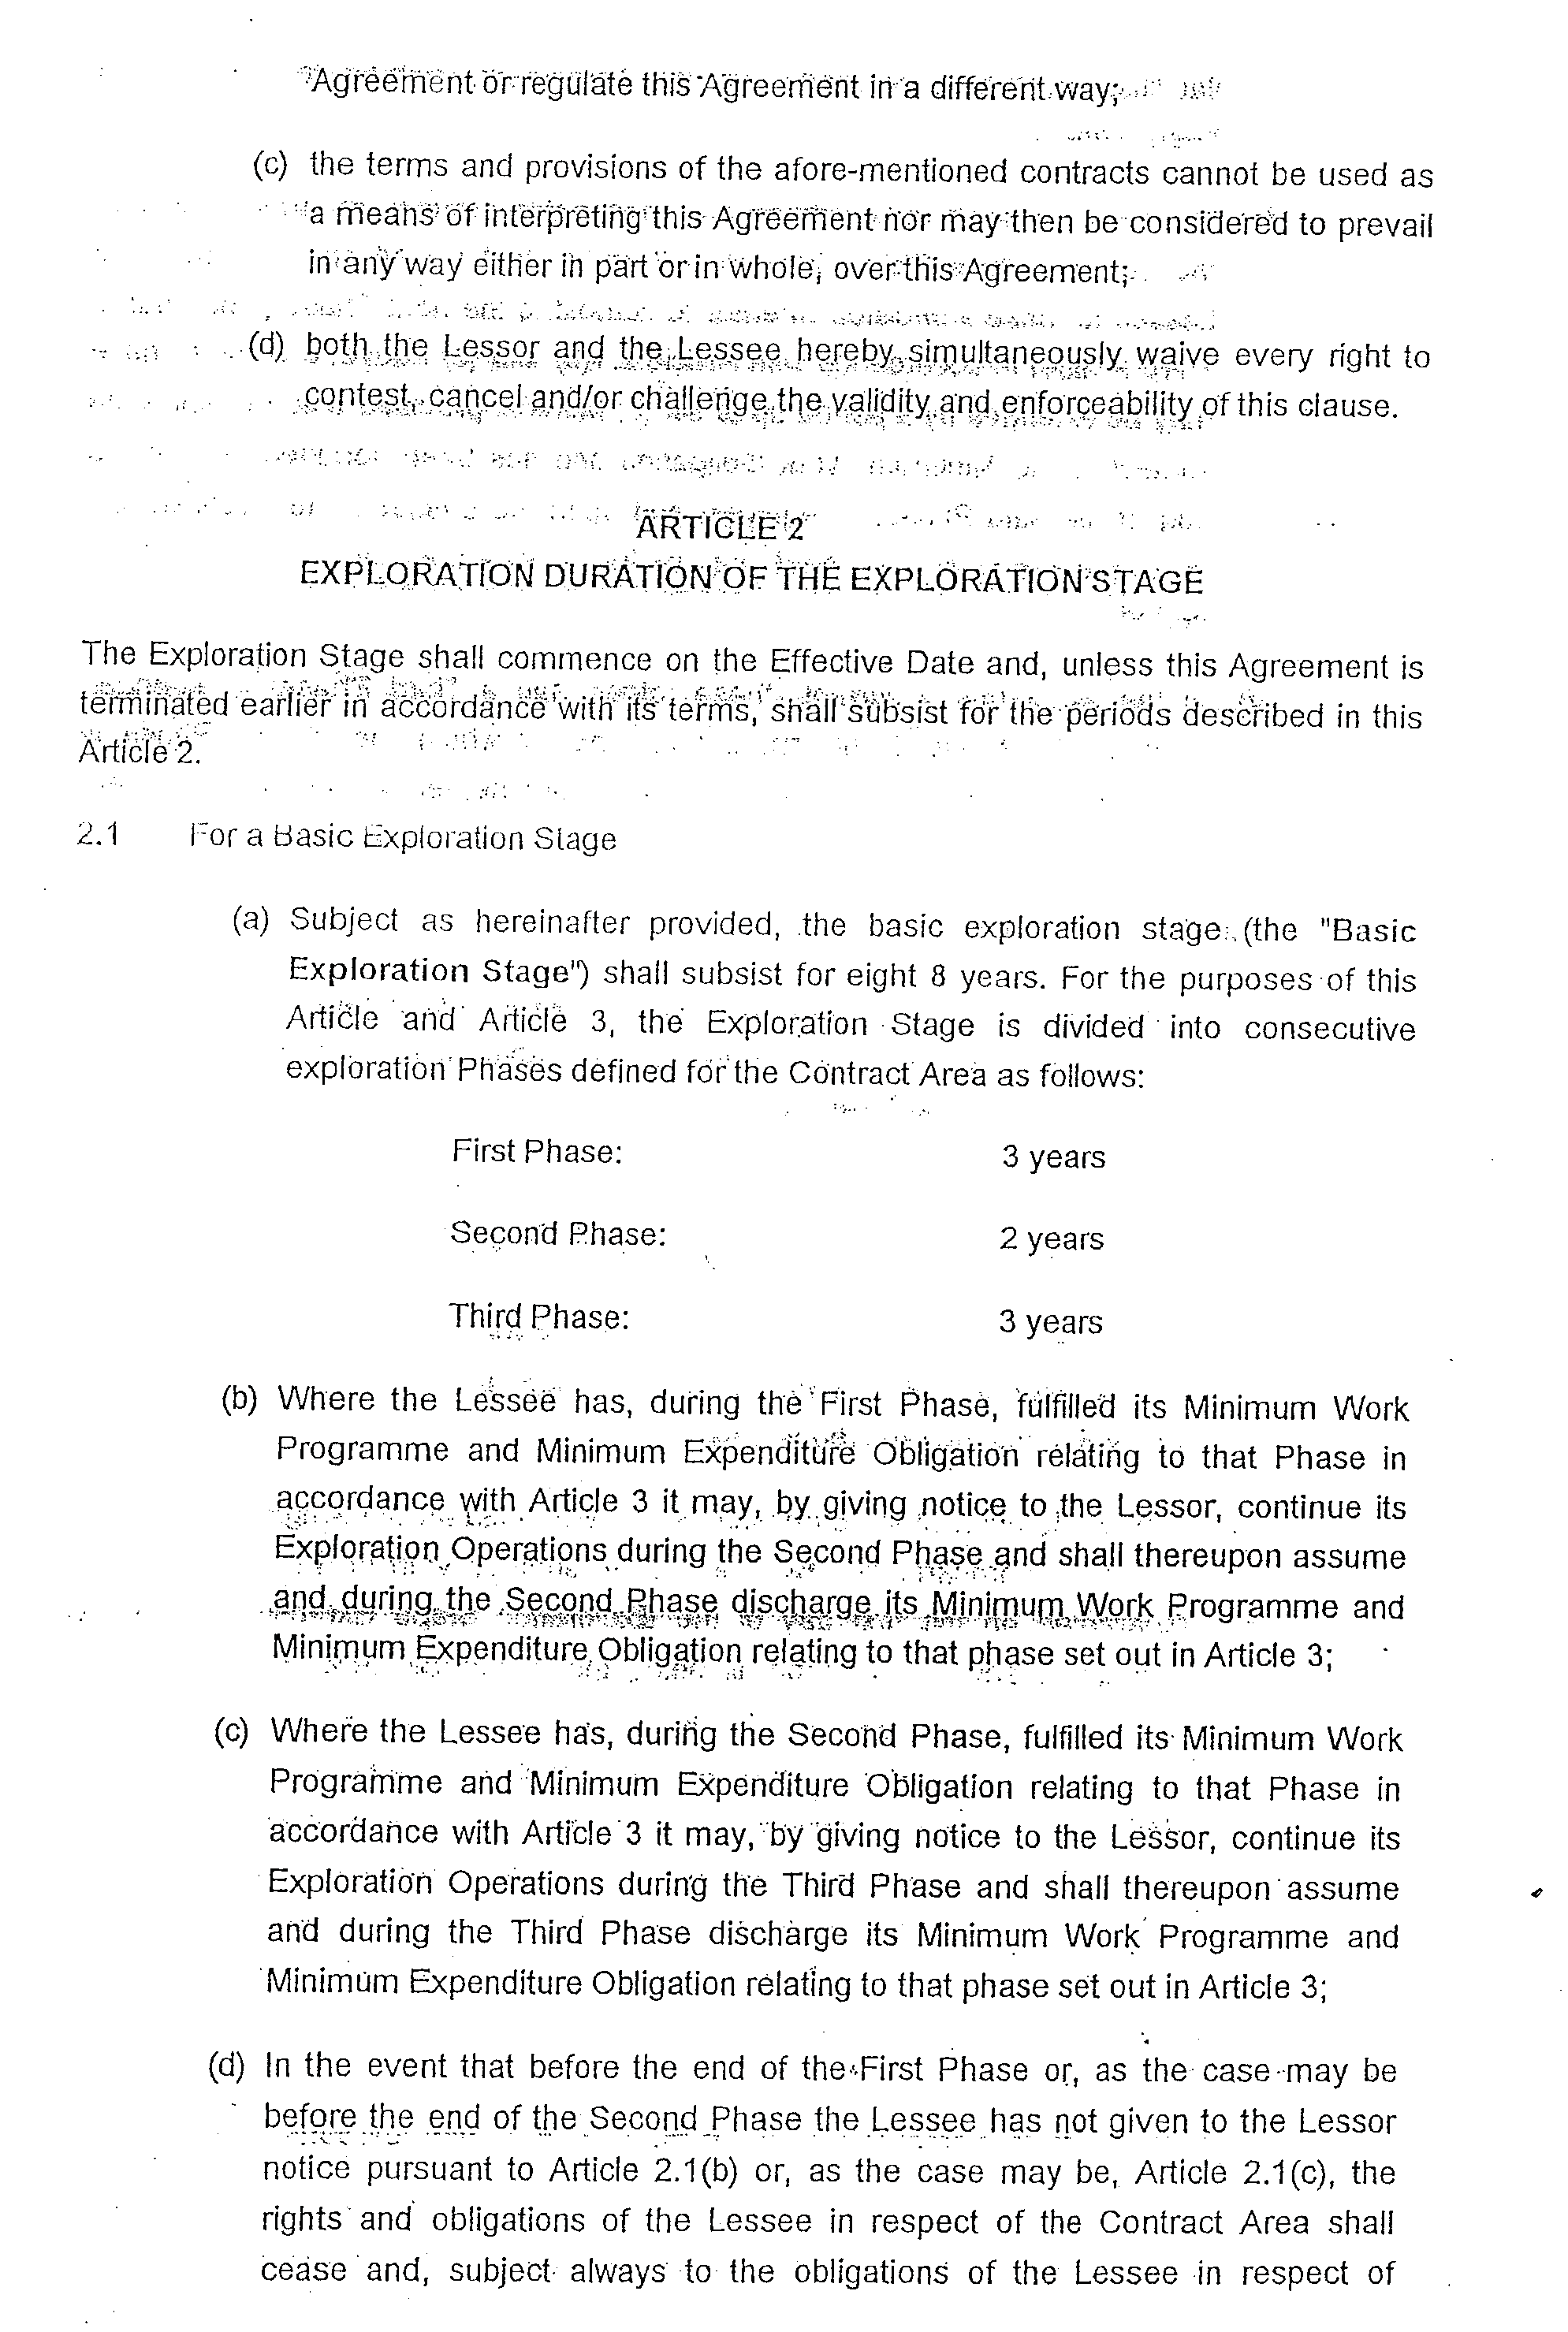 Agreement or regulate this Agreement in a different way;
(c) the terms and provisions of the afore-mentioned contracts cannot be used as
a means of interpreting this Agreement nor may then be considered to prevail
in any way either in part or in whole, over this Agreement;
(d) both the Lessor and the Lessee hereby simultaneously waive every right to
contest, cancel and/or challenge the validity and enforceability of this clause.
ARTICLE 2
EXPLORATION DURATION OF THE EXPLORATION STAGE
The Exploration Stage shall commence on the Effective Date and, unless this Agreement is
terminated earlier in accordance with its terms, shall subsist for the periods described in this
Article 2.
2.1 For a Basic Exploration Stage
(a) Subject as hereinafter provided, the basic exploration stage (the "Basic
Exploration Stage") shall subsist for eight 8 years. For the purposes of this
Article and Article 3, the Exploration Stage is divided into consecutive
exploration Phases defined for the Contract Area as follows:
First Phase: 3 years
Second Phase: 2 years
Third Phase: 3 years
(b) Where the Lessee has, during the First Phase, fulfilled its Minimum Work
Programme and Minimum Expenditure Obligation relating to that Phase in
accordance with Article 3 it may, by giving notice to the Lessor, continue its
Exploration Operations during the Second Phase and shall thereupon assume
and during the Second Phase discharge its Minimum Work Programme and
Minimum Expenditure Obligation relating to that phase set out in Article 3;
(c) Where the Lessee has, during the Second Phase, fulfilled its Minimum Work
Programme and Minimum Expenditure Obligation relating to that Phase in
accordance with Article 3 it may, by giving notice to the Lessor, continue its
Exploration Operations during the Third Phase and shall thereupon assume
and during the Third Phase discharge its Minimum Work Programme and
Minimum Expenditure Obligation relating to that phase set out in Article 3;
(d) In the event that before the end of the First Phase or, as the case may be
before the end of the Second Phase the Lessee has not given to the Lessor
notice pursuant to Article 2.1(b) or, as the case may be, Article 2.1(c), the
rights and obligations of the Lessee in respect of the Contract Area shall
cease and, subject always to the obligations of the Lessee in respect of